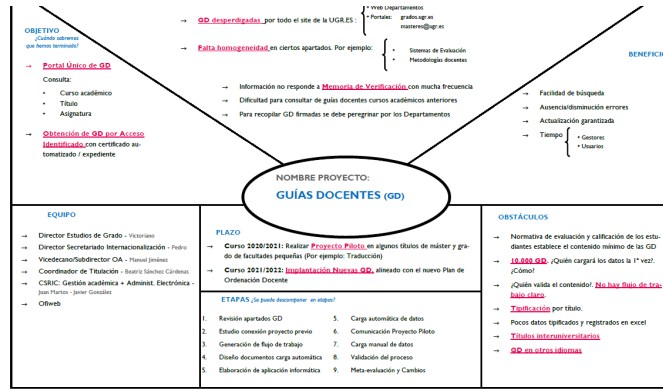 Web Departamentos
GD desperdigadas por todo el site de la UGR.ES :
Portales: grados.ugr.es
masteres@ugr.es
OBJETIVO
¿Cuándo sabremos
que hemos terminado?
Falta homogeneidad en ciertos apartados. Por ejemplo:
Sistemas de Evaluación
Metodologías docentes
BENEFICI
→ Portal Único de GD
Consulta:
• Curso académico
• Título
• Asignatura
→ Obtención de GD por Acceso
Identificado con certificado au-
tomatizado / expediente
→ Información no responde a Memoria de Verificación con mucha frecuencia
→ Dificultad para consultar de guías docentes cursos académicos anteriores
→ Para recopilar GD firmadas se debe peregrinar por los Departamentos
→ Facilidad de búsqueda
→ Ausencia/disminución errores
→ Actualización garantizada
→ Tiempo
• Gestores
• Usuarios
NOMBRE PROYECTO:
GUÍAS DOCENTES (GD)
EQUIPO
→ Director Estudios de Grado - Victoriano
→ Director Secretariado Internacionalización - Pedro
→ Vicedecano/Subdirector OA - Manuel Jiménez
→ Coordinador de Titulación - Beatriz Sánchez Cárdenas
→ CSRIC: Gestión académica + Administ. Electrónica -
Juan Martos - Javier González
→ Ofiweb
PLAZO
→ Curso 2020/2021: Realizar Proyecto Piloto en algunos títulos de máster y gra-
do de facultades pequeñas (Por ejemplo: Traducción)
→ Curso 2021/2022: Implantación Nuevas GD, alineado con el nuevo Plan de
Ordenación Docente
ETAPAS ¿Se puede descomponer en etapas?
1. Revisión apartados GD
2. Estudio conexión proyecto previo
3. Generación de flujo de trabajo
4. Diseño documentos carga automática
5. Elaboración de aplicación informática
5. Carga automática de datos
6. Comunicación Proyecto Piloto
7. Carga manual de datos
8. Validación del proceso
9. Meta-evaluación y Cambios
OBSTÁCULOS
→ Normativa de evaluación y calificación de los estu-
diantes establece el contenido mínimo de las GD
→ 10.000 GD: ¿Quién cargará los datos la 1ª vez?.
¿Cómo?
→ ¿Quién valida el contenido?. No hay flujo de tra-
bajo claro.
→ Tipificación por título.
→ Pocos datos tipificados y registrados en excel
→ Títulos interuniversitarios
→ GD en otros idiomas